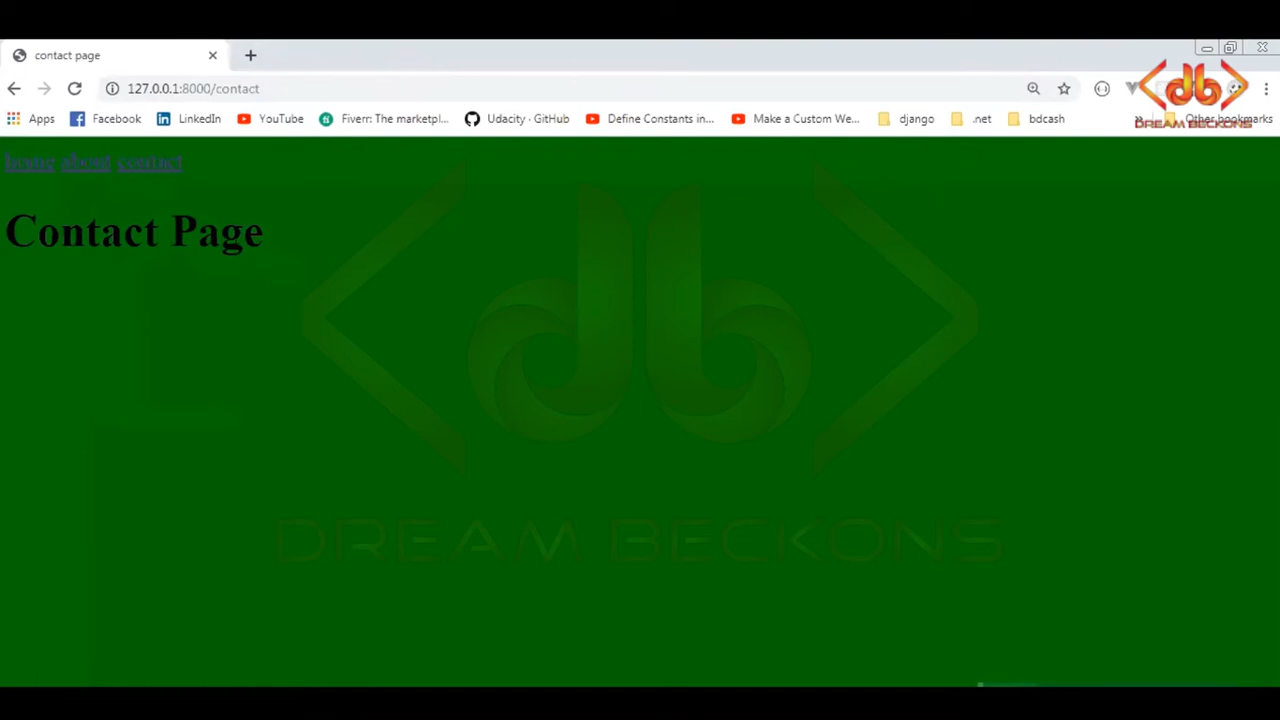 contact page
127.0.0.1:8000/contact
Apps Facebook LinkedIn YouTube Fiverr: The marketpl... Udacity · GitHub Define Constants in... Make a Custom We... django .net bdcash » Other bookmarks
DREAM BECKONS
home about contact
Contact Page
DREAM BECKONS